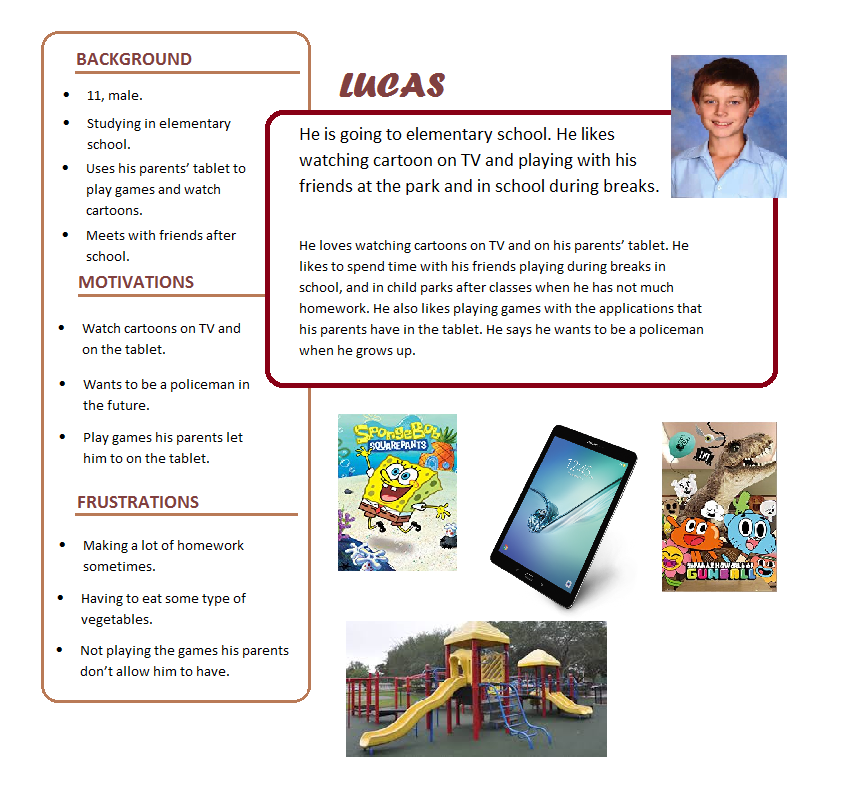 BACKGROUND
• 11, male.
• Studying in elementary
school.
• Uses his parents’ tablet to
play games and watch
cartoons.
• Meets with friends after
school.
MOTIVATIONS
• Watch cartoons on TV and
on the tablet.
• Wants to be a policeman in
the future.
• Play games his parents let
him to on the tablet.
FRUSTRATIONS
• Making a lot of homework
sometimes.
• Having to eat some type of
vegetables.
• Not playing the games his parents
don’t allow him to have.
LUCAS
He is going to elementary school. He likes
watching cartoon on TV and playing with his
friends at the park and in school during breaks.
He loves watching cartoons on TV and on his parents’ tablet. He
likes to spend time with his friends playing during breaks in
school, and in child parks after classes when he has not much
homework. He also likes playing games with the applications that
his parents have in the tablet. He says he wants to be a policeman
when he grows up.
SpongeBob
SQUAREPANTS
GUMBALL